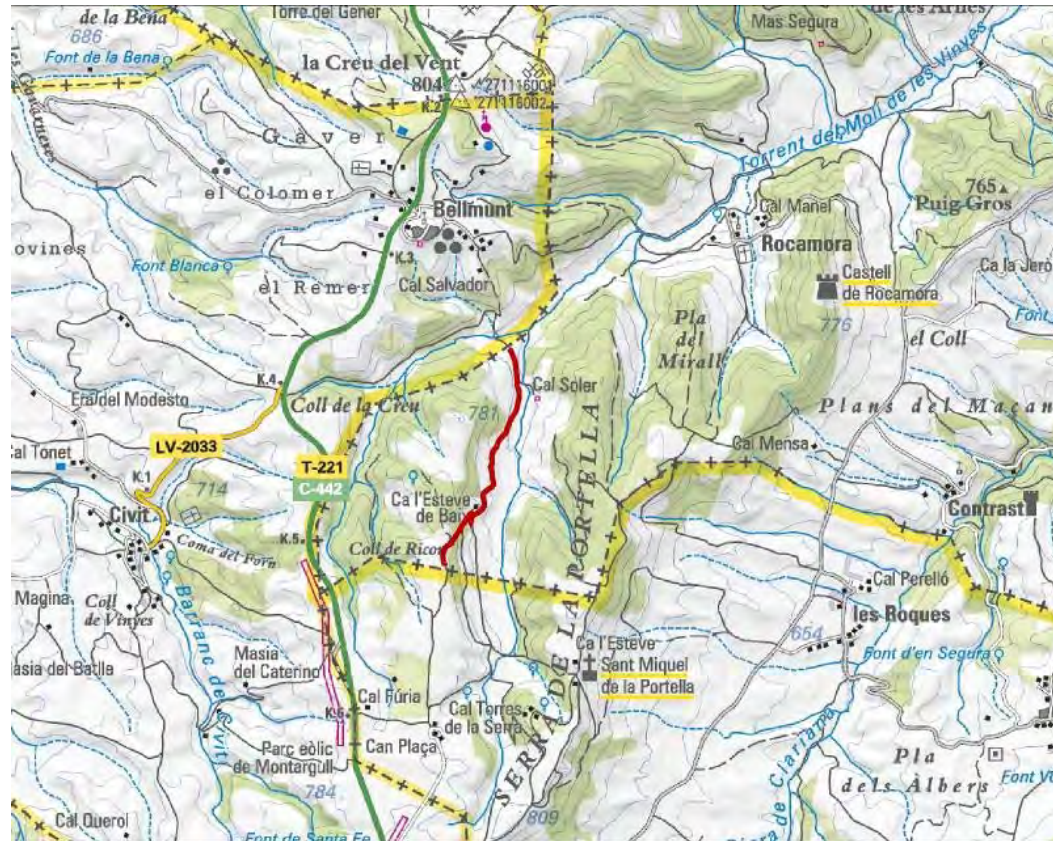 de la Bena
686
Font de la Bena
Torre del Gener
la Creu del Vent
804
K.2
271116001
271116002
Mas Segura
de les Arnes
Torrent del Moll de les Vinyes
Gàver
el Colomer
Bellmunt
K.3
Cal Salvador
Font Blanca
el Remer
Cal Manel
Rocamora
765
Puig Gros
Castell
de Rocamora
776
Ca la Jerò
el Coll
Pla
del
Mirall
K.4
Era del Modesto
Coll de la Creu
781
Cal Soler
Plans del Maçan
Cal Mensa
LV-2033
T-221
C-442
K.1
714
Civit
Coma del Forn
K.5
Ca l'Esteve
de Baix
Coll de Ricor
Contrast
Cal Perelló
les Roques
654
Font d'en Segura
Magina
Coll
de Vinyes
Barranc de Civit
Masia
del Caterino
Ca l'Esteve
Sant Miquel
de la Portella
SERRA DE LA PORTELLA
K.6
Cal Fúria
Cal Torres
de la Serra
Can Plaça
Parc eòlic
de Montargull
784
Cal Querol
Font de Santa Fe
809
Riera de Clariana
Pla
dels Àlbers